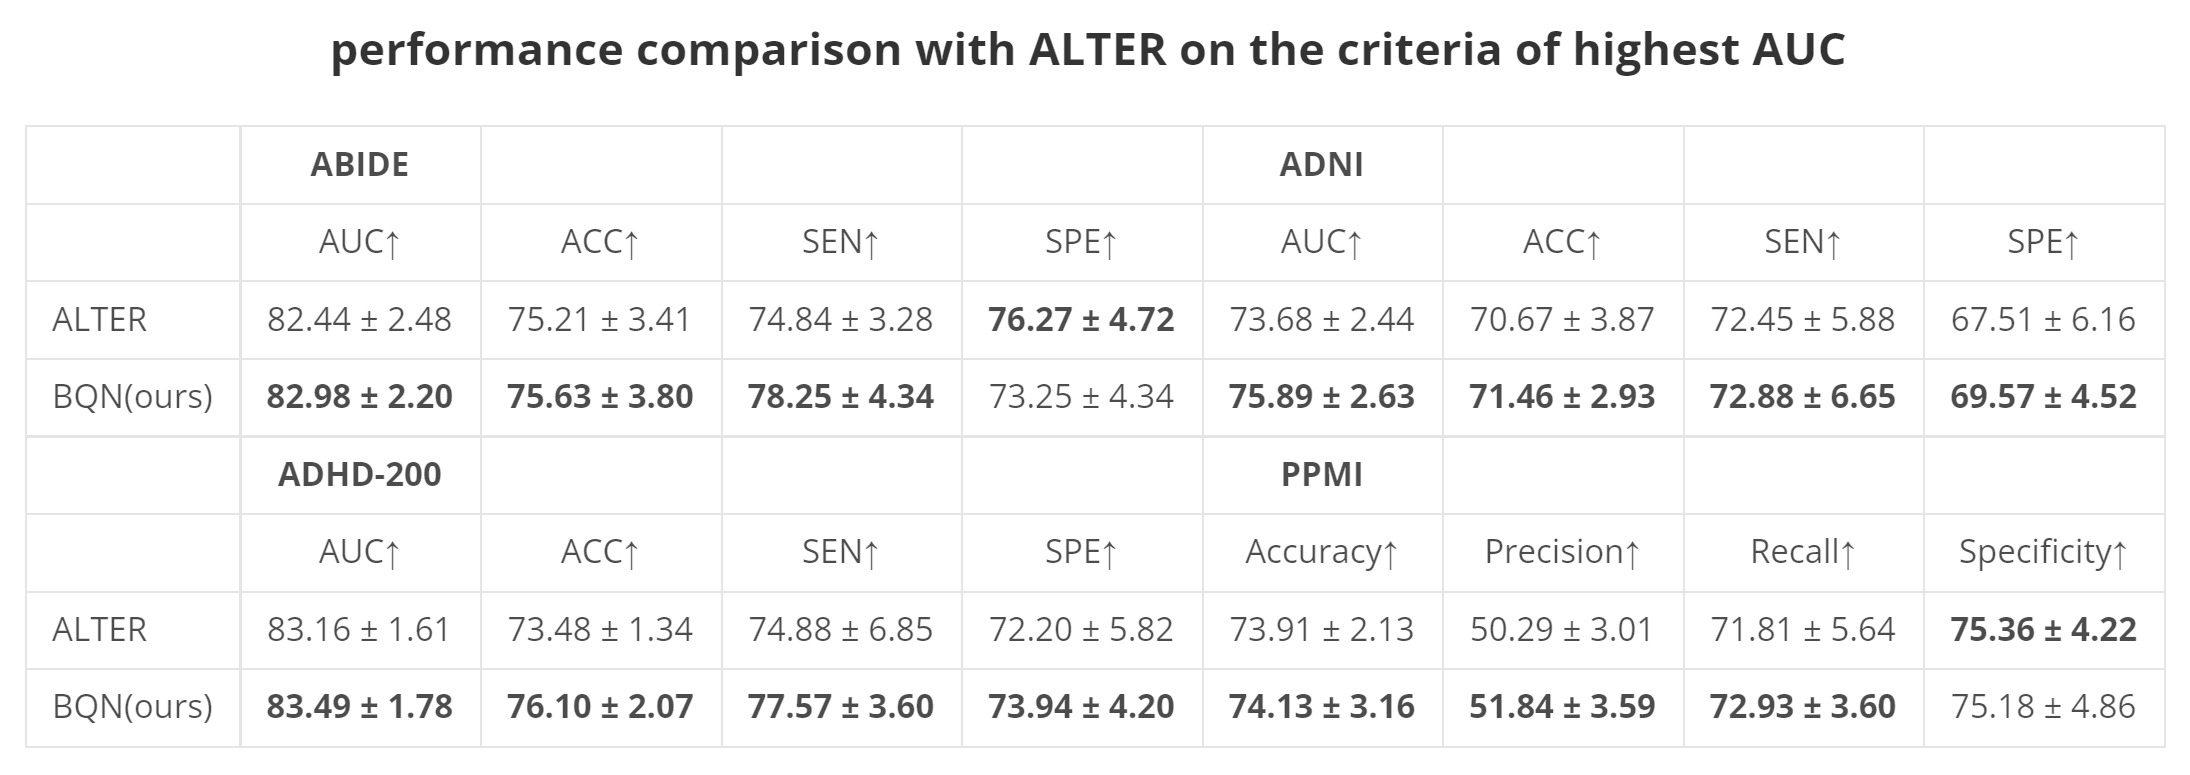 performance comparison with ALTER on the criteria of highest AUC
ABIDE ADNI
AUC↑ ACC↑ SEN↑ SPE↑ AUC↑ ACC↑ SEN↑ SPE↑
ALTER 82.44 ± 2.48 75.21 ± 3.41 74.84 ± 3.28 76.27 ± 4.72 73.68 ± 2.44 70.67 ± 3.87 72.45 ± 5.88 67.51 ± 6.16
BQN(ours) 82.98 ± 2.20 75.63 ± 3.80 78.25 ± 4.34 73.25 ± 4.34 75.89 ± 2.63 71.46 ± 2.93 72.88 ± 6.65 69.57 ± 4.52
ADHD-200 PPMI
AUC↑ ACC↑ SEN↑ SPE↑ Accuracy↑ Precision↑ Recall↑ Specificity↑
ALTER 83.16 ± 1.61 73.48 ± 1.34 74.88 ± 6.85 72.20 ± 5.82 73.91 ± 2.13 50.29 ± 3.01 71.81 ± 5.64 75.36 ± 4.22
BQN(ours) 83.49 ± 1.78 76.10 ± 2.07 77.57 ± 3.60 73.94 ± 4.20 74.13 ± 3.16 51.84 ± 3.59 72.93 ± 3.60 75.18 ± 4.86